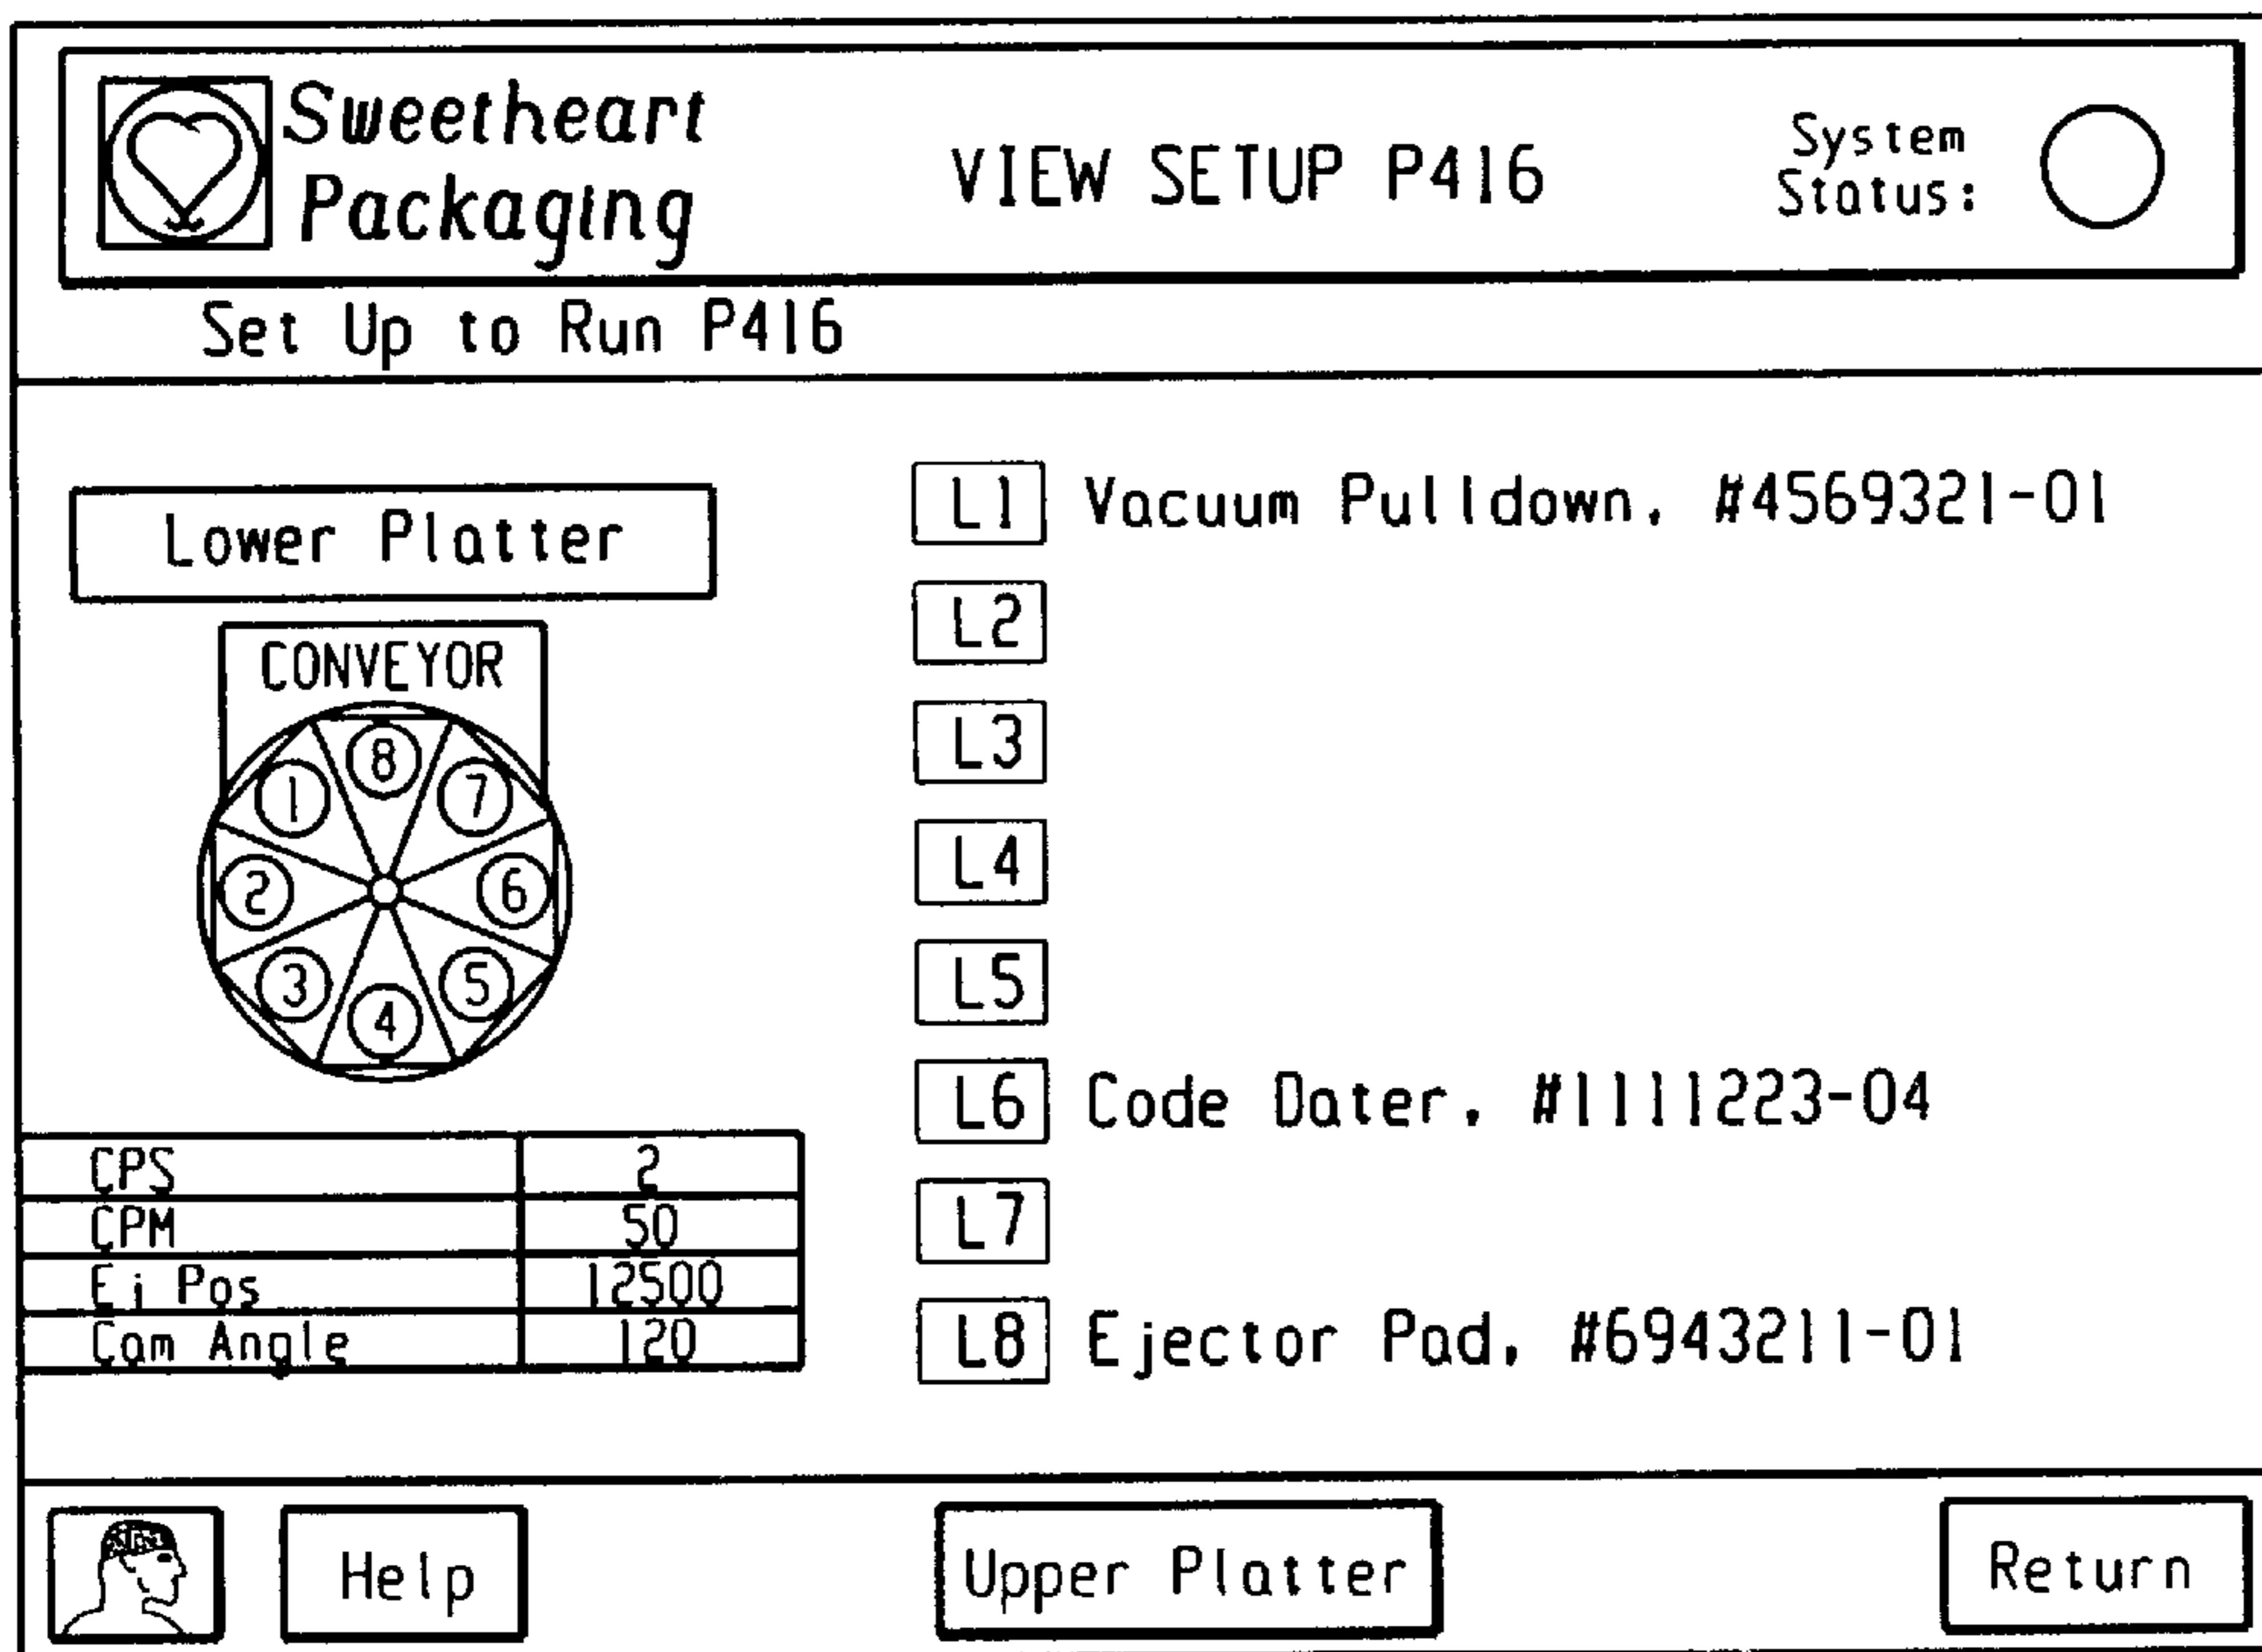 Sweetheart
Packaging
VIEW SETUP P416
System
Status:
Set Up to Run P416
Lower Platter
CONVEYOR
8
1
7
2
6
3
5
4
CPS 2
CPM 50
Ej Pos 12500
Cam Angle 120
L1 Vacuum Pulldown, #4569321-01
L2
L3
L4
L5
L6 Code Dater, #1111223-04
L7
L8 Ejector Pad, #6943211-01
Help
Upper Platter
Return